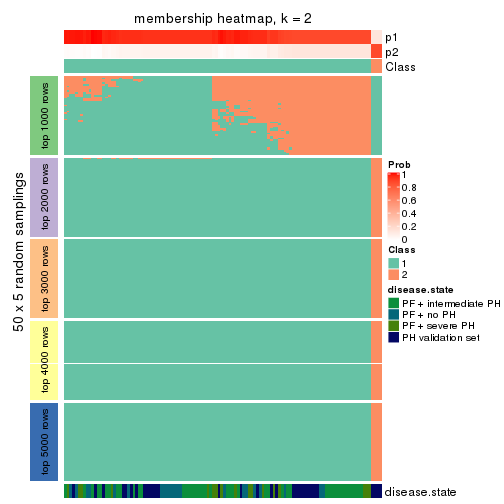 membership heatmap, k = 2
p1
p2
Class
50 x 5 random samplings
top 1000 rows
top 2000 rows
top 3000 rows
top 4000 rows
top 5000 rows
Prob
1
0.8
0.6
0.4
0.2
0
Class
1
2
disease.state
PF + intermediate PH
PF + no PH
PF + severe PH
PH validation set
disease.state